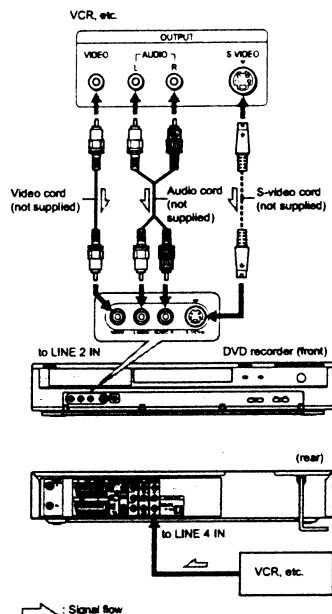 VCR, etc.
OUTPUT
VIDEO
AUDIO
S VIDEO
L
R
Video cord
(not supplied)
Audio cord
(not
supplied)
S-video cord
(not supplied)
to LINE 2 IN
DVD recorder (front)
(rear)
to LINE 4 IN
VCR, etc.
: Signal flow